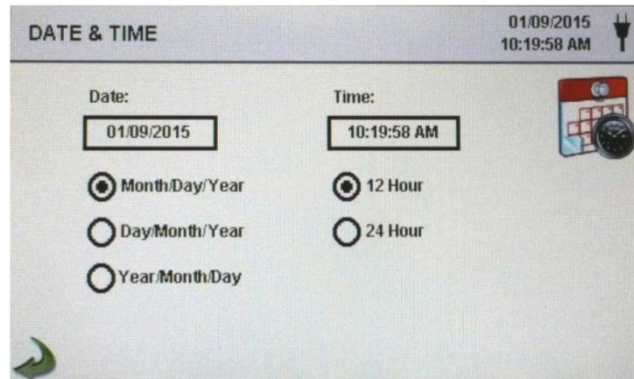 DATE & TIME
01/09/2015
10:19:58 AM
Date:
01/09/2015
Month/Day/Year
Day/Month/Year
Year/Month/Day
Time:
10:19:58 AM
12 Hour
24 Hour